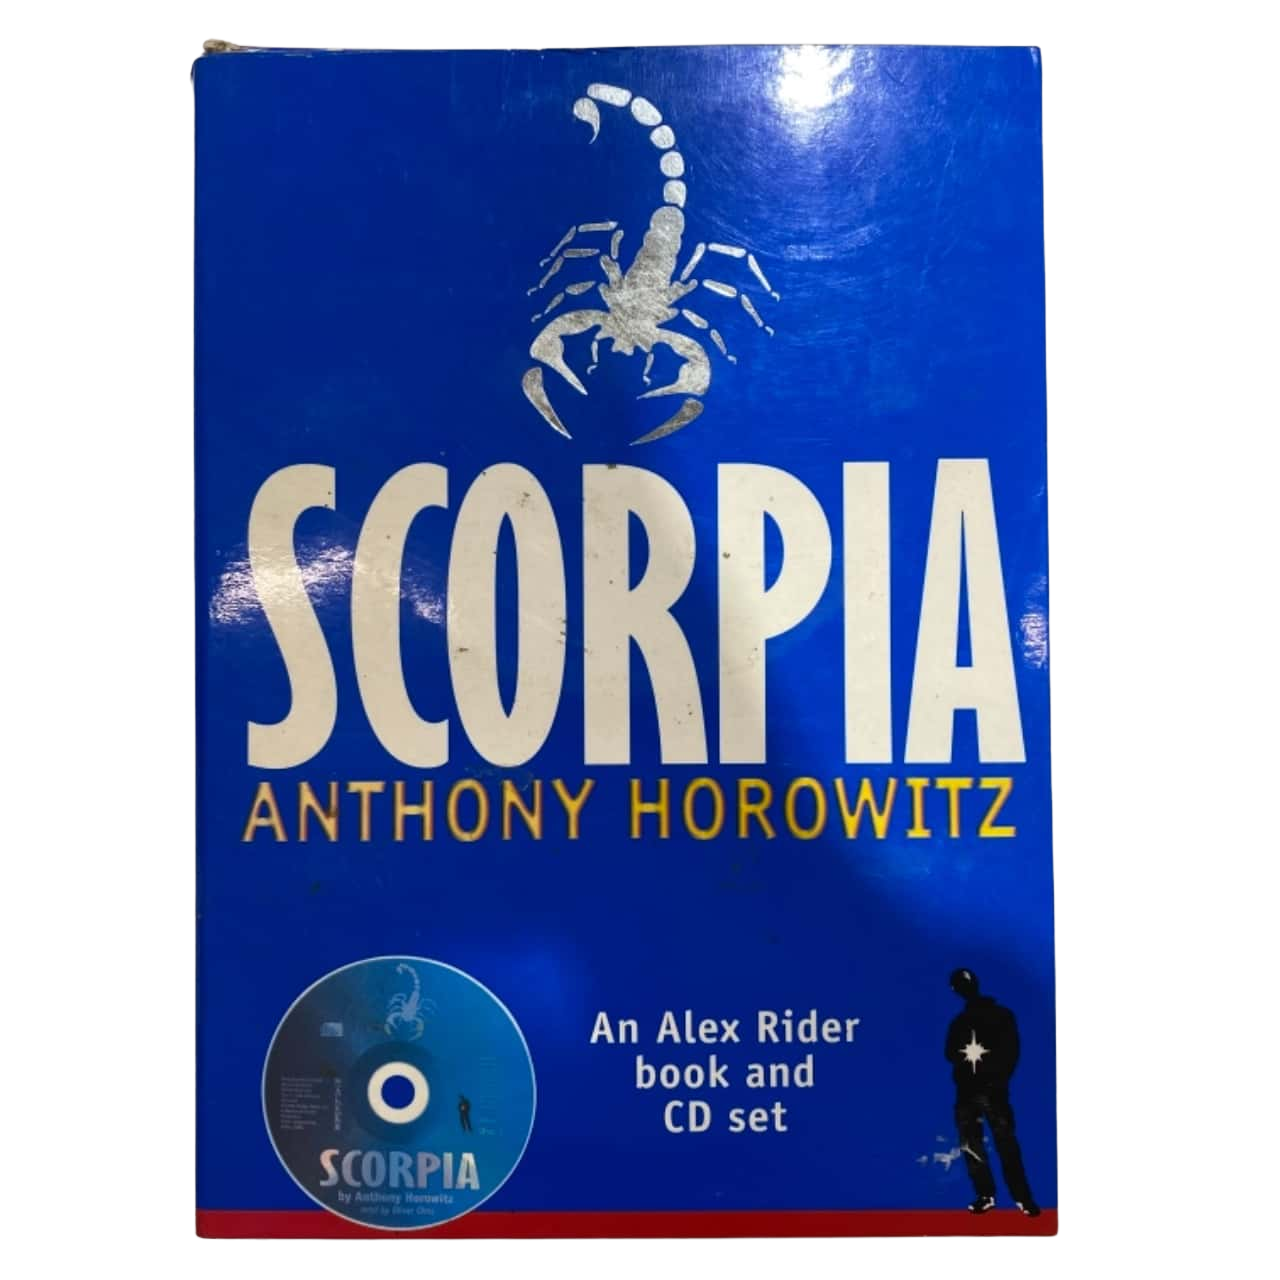 SCORPIA
ANTHONY HOROWITZ
An Alex Rider
book and
CD set
SCORPIA
by Anthony Horowitz